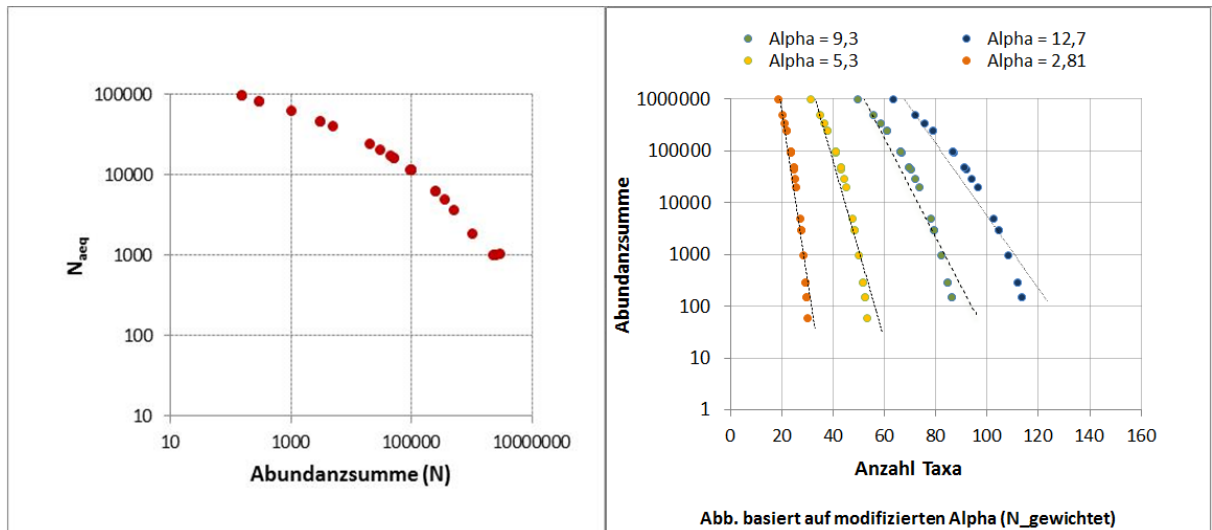 100000
10000
1000
100
10
N_aeq
10 1000 100000 10000000
Abundanzsumme (N)
Alpha = 9,3
Alpha = 12,7
Alpha = 5,3
Alpha = 2,81
1000000
100000
10000
1000
100
10
1
Abundanzsumme
0 20 40 60 80 100 120 140 160
Anzahl Taxa
Abb. basiert auf modifizierten Alpha (N_gewichtet)